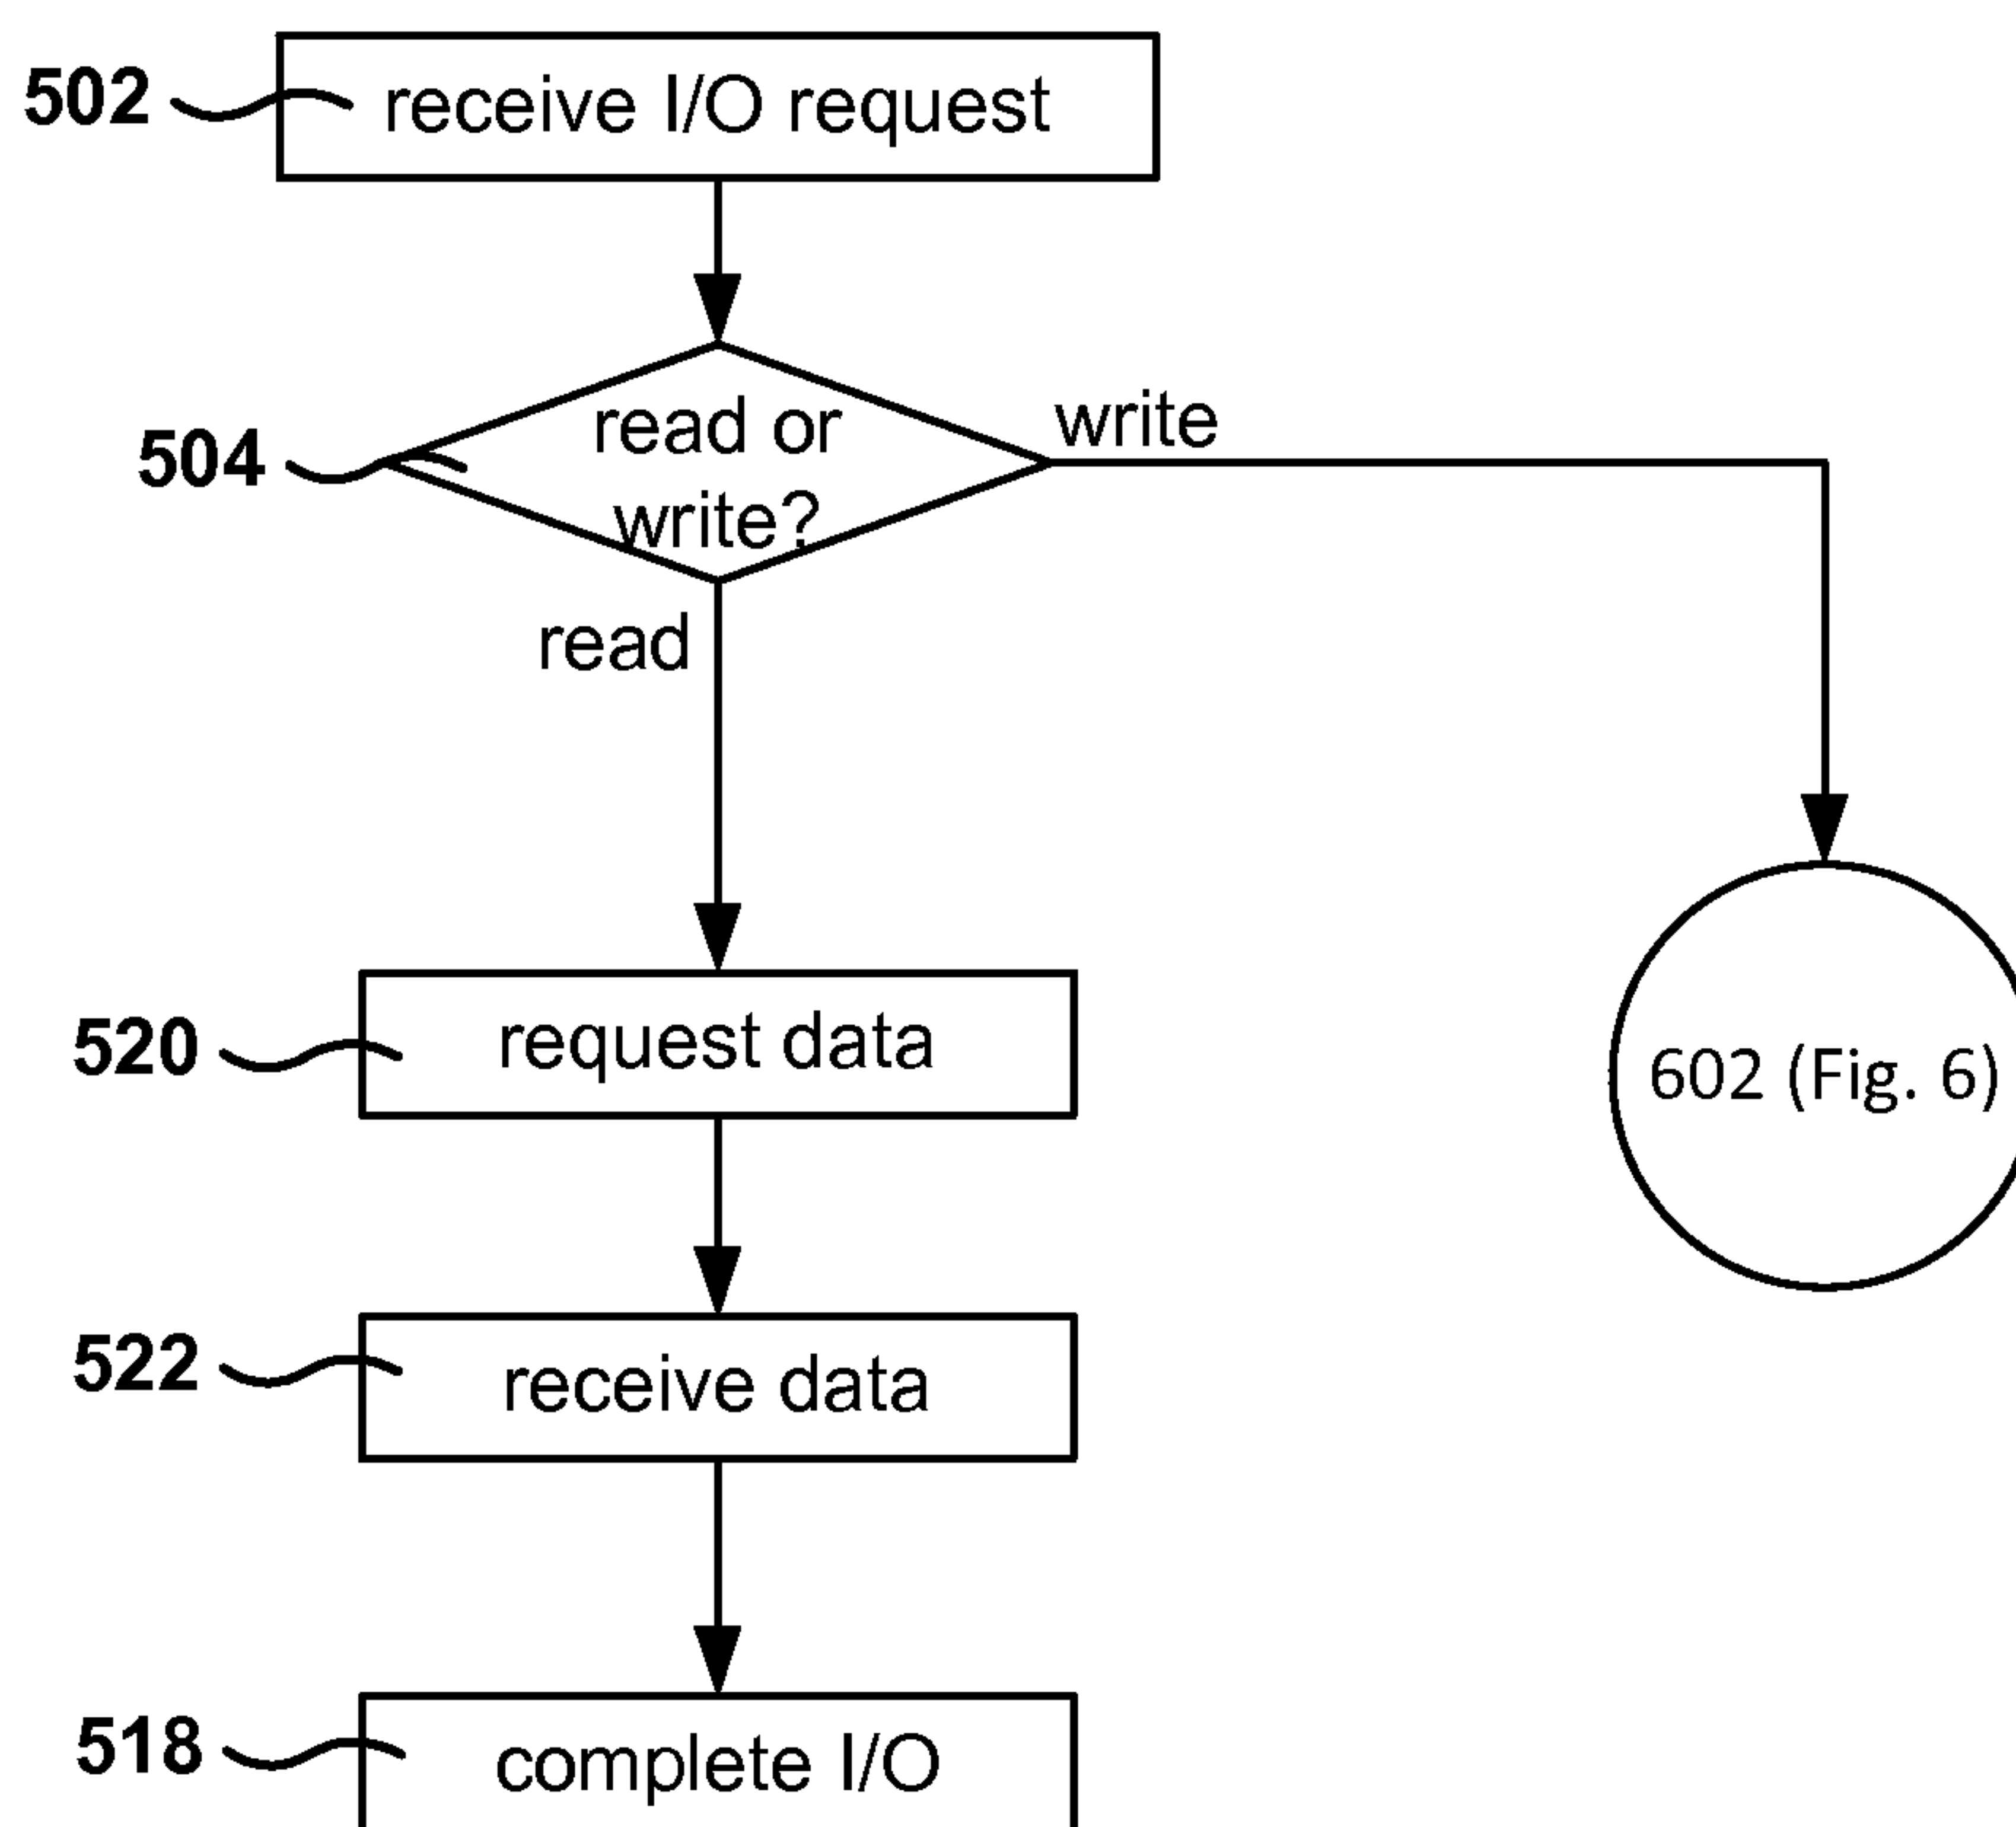 502 receive I/O request
504 read or
write?
write
read
520 request data
602 (Fig. 6)
522 receive data
518 complete I/O